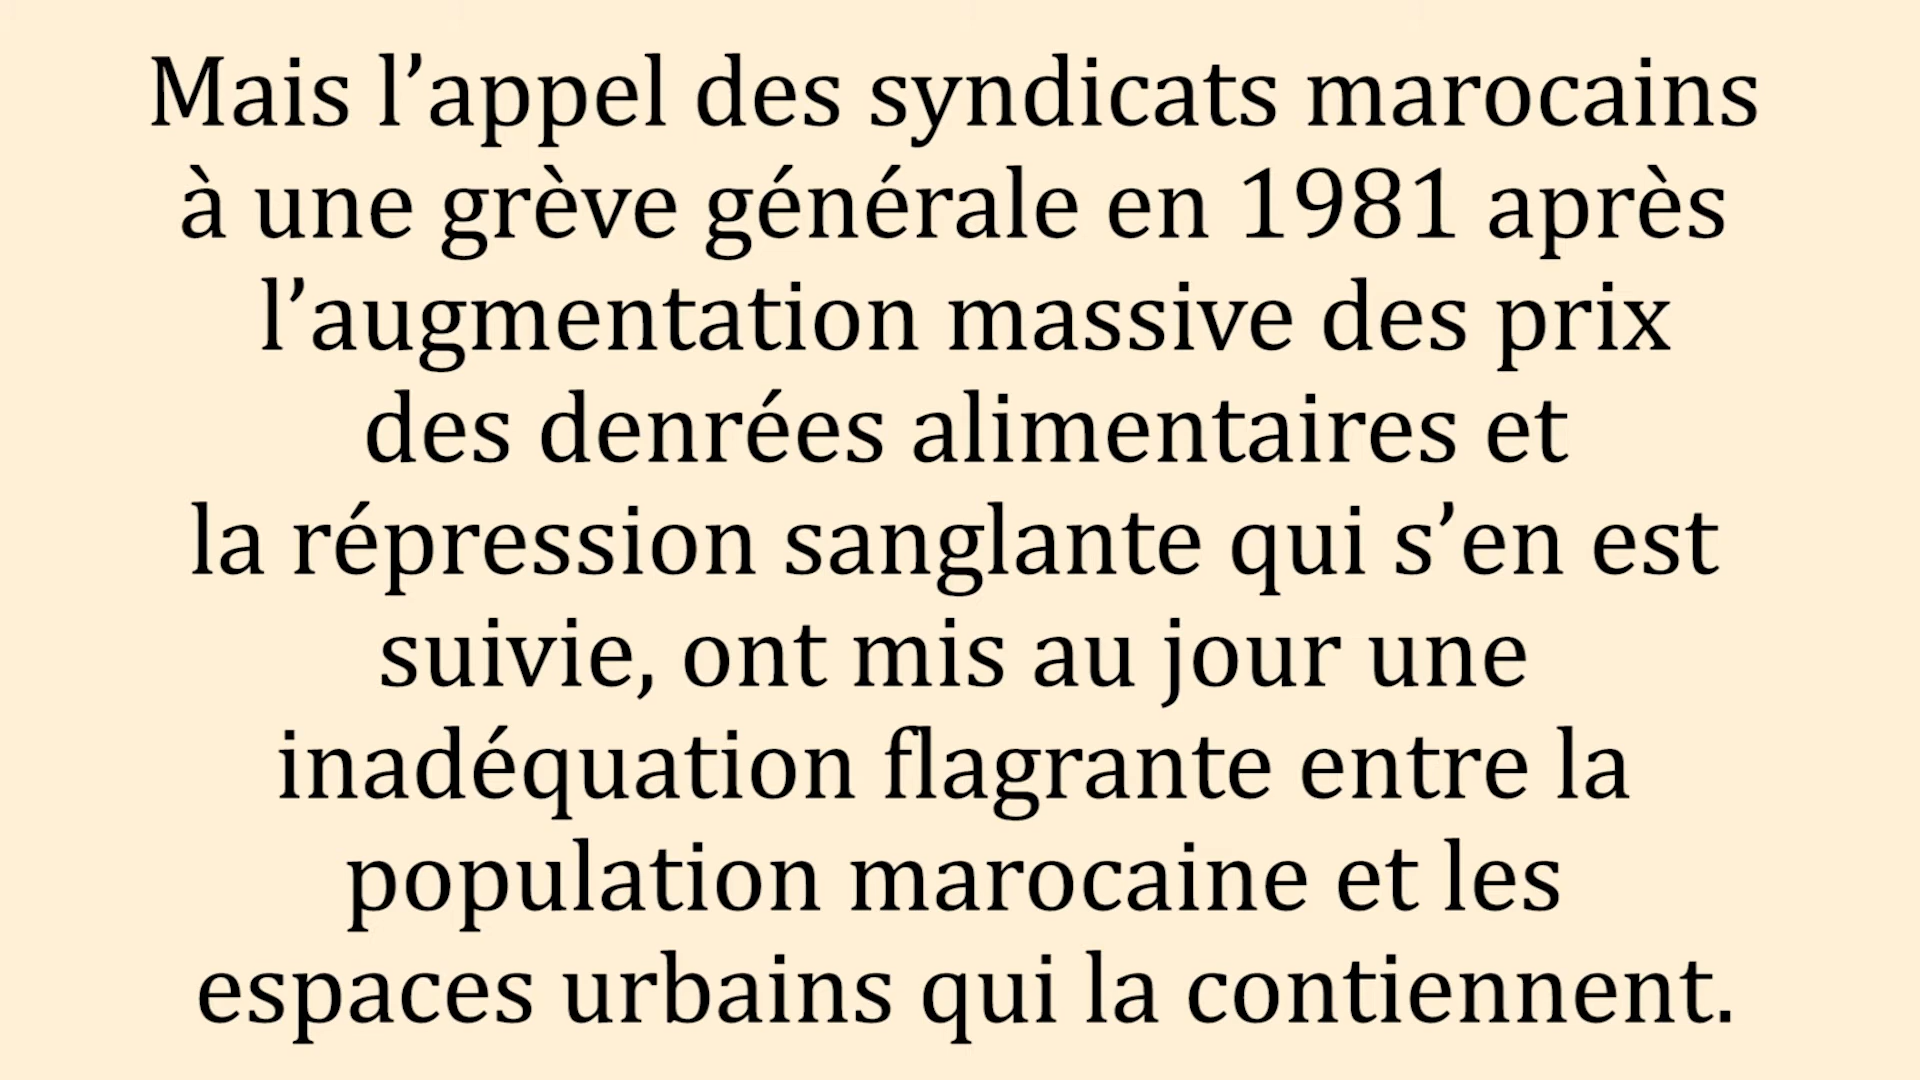 Mais l’appel des syndicats marocains
à une grève générale en 1981 après
l’augmentation massive des prix
des denrées alimentaires et
la répression sanglante qui s’en est
suivie, ont mis au jour une
inadéquation flagrante entre la
population marocaine et les
espaces urbains qui la contiennent.